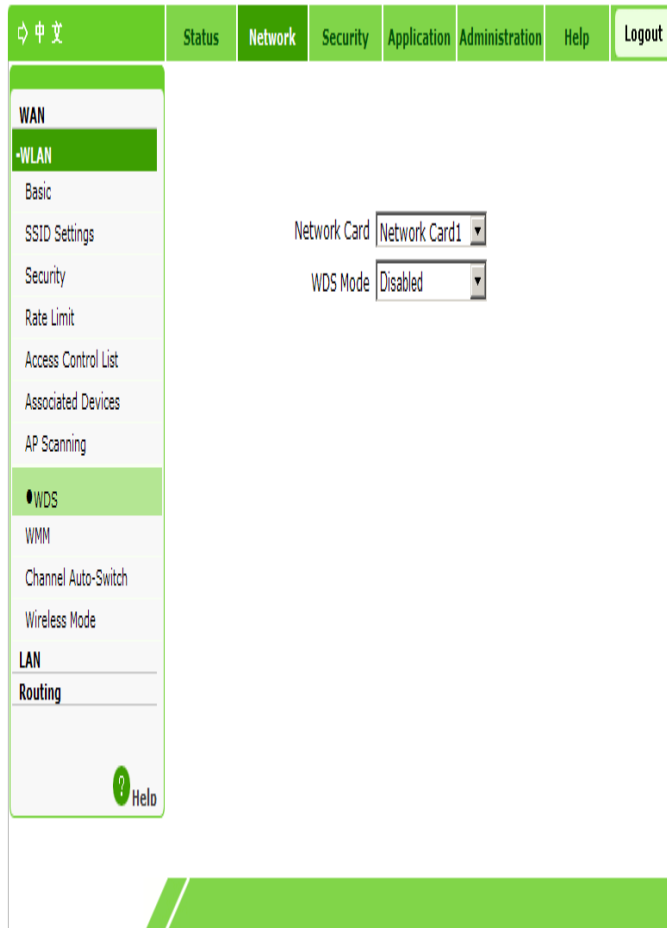 中文
Status Network Security Application Administration Help Logout
WAN
-WLAN
Basic
SSID Settings
Security
Rate Limit
Access Control List
Associated Devices
AP Scanning
WDS
WMM
Channel Auto-Switch
Wireless Mode
LAN
Routing
? Help
Network Card Network Card1
WDS Mode Disabled